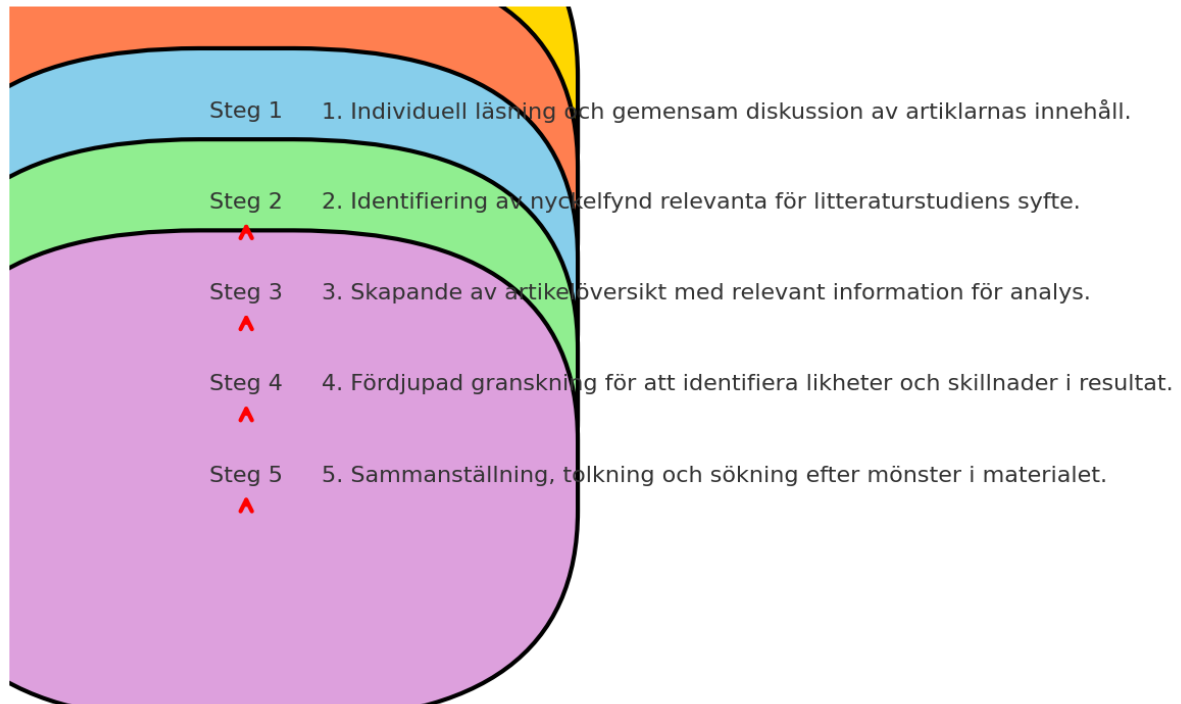 Steg 1 1. Individuell läsning och gemensam diskussion av artiklarnas innehåll.
Steg 2 2. Identifiering av nyckelfynd relevanta för litteraturstudiens syfte.
Steg 3 3. Skapande av artikelöversikt med relevant information för analys.
Steg 4 4. Fördjupad granskning för att identifiera likheter och skillnader i resultat.
Steg 5 5. Sammanställning, tolkning och sökning efter mönster i materialet.